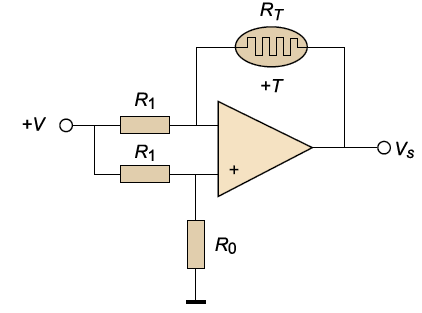 R_T
+T
R_1
+V
V_s
R_1
+
R_0